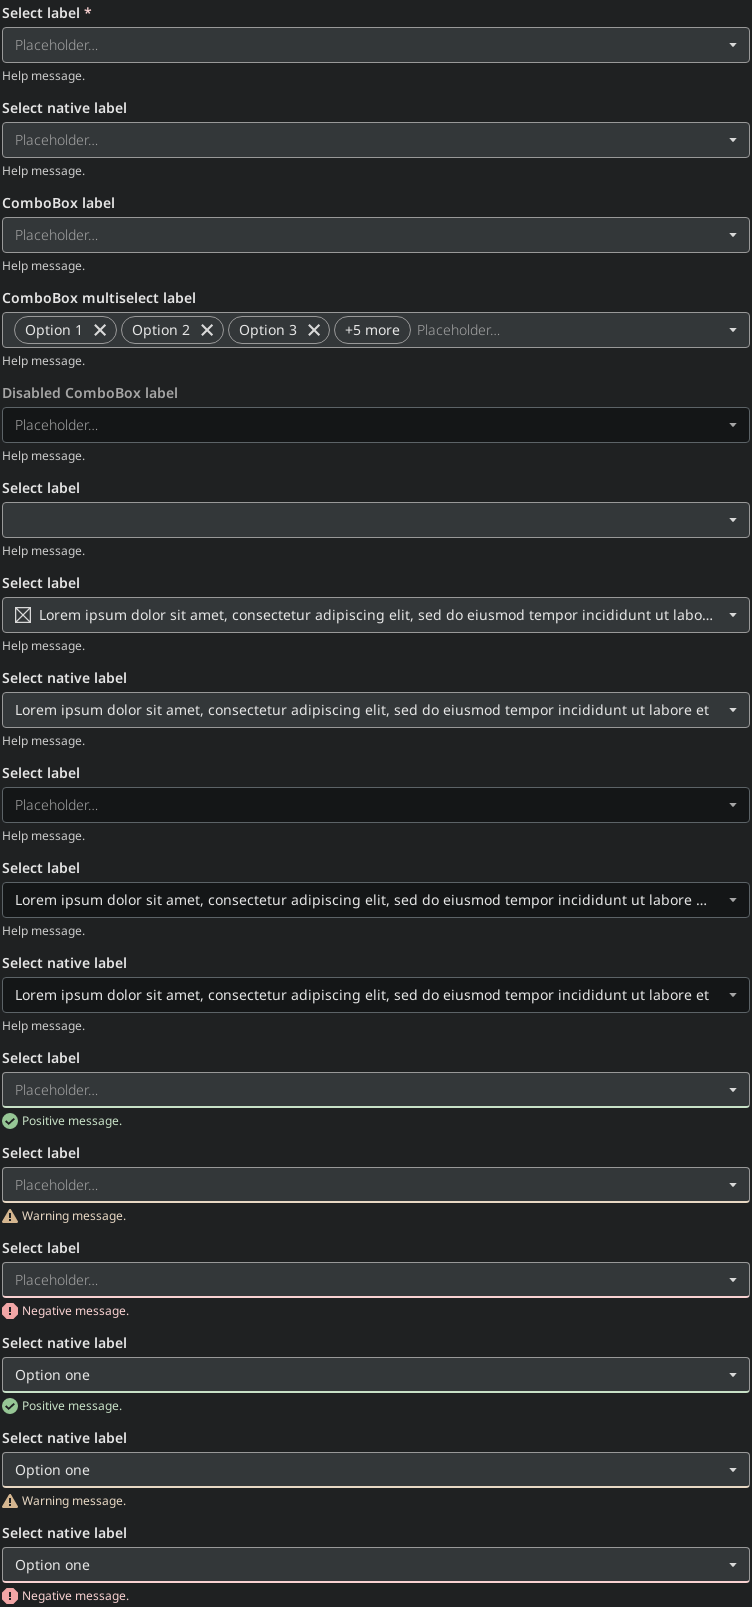 Select label *
Placeholder...
Help message.
Select native label
Placeholder...
Help message.
ComboBox label
Placeholder...
Help message.
ComboBox multiselect label
Option 1 Option 2 Option 3 +5 more Placeholder...
Help message.
Disabled ComboBox label
Placeholder...
Help message.
Select label
Help message.
Select label
Lorem ipsum dolor sit amet, consectetur adipiscing elit, sed do eiusmod tempor incididunt ut labo...
Help message.
Select native label
Lorem ipsum dolor sit amet, consectetur adipiscing elit, sed do eiusmod tempor incididunt ut labore et
Help message.
Select label
Placeholder...
Help message.
Select label
Lorem ipsum dolor sit amet, consectetur adipiscing elit, sed do eiusmod tempor incididunt ut labore ...
Help message.
Select native label
Lorem ipsum dolor sit amet, consectetur adipiscing elit, sed do eiusmod tempor incididunt ut labore et
Help message.
Select label
Placeholder...
Positive message.
Select label
Placeholder...
Warning message.
Select label
Placeholder...
Negative message.
Select native label
Option one
Positive message.
Select native label
Option one
Warning message.
Select native label
Option one
Negative message.